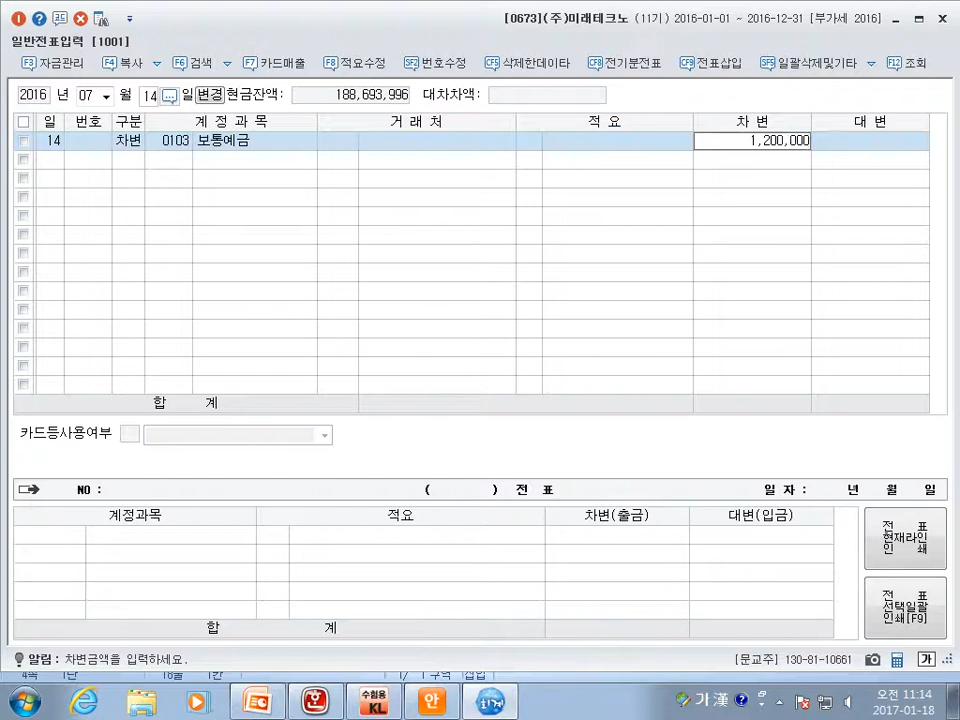 [0673](주)미래테크노 (11기) 2016-01-01 ~ 2016-12-31 [부가세 2016]
일반전표입력 [1001]
F3 자금관리 F4 복사 F6 검색 F7 카드매출 F8 적요수정 SF2 번호수정 CF5 삭제한데이타 CF8 전기분전표 CF9 전표삽입 SF5 일괄삭제및기타 F12 조회
2016 년 07 월 14 일 변경 현금잔액: 188,693,996 대차차액:
일 번호 구분 계 정 과 목 거 래 처 적 요 차 변 대 변
14 차변 0103 보통예금 1,200,000
합 계
카드등사용여부
NO : ( ) 전 표 일 자 : 년 월 일
계정과목 적요 차변(출금) 대변(입금)
전 표
현재라인
인 쇄
전 표
선택일괄
인쇄[F9]
합 계
알림 : 차변금액을 입력하세요. [문교주] 130-81-10661 가
수험용
KL
안
가 漢
오전 11:14
2017-01-18